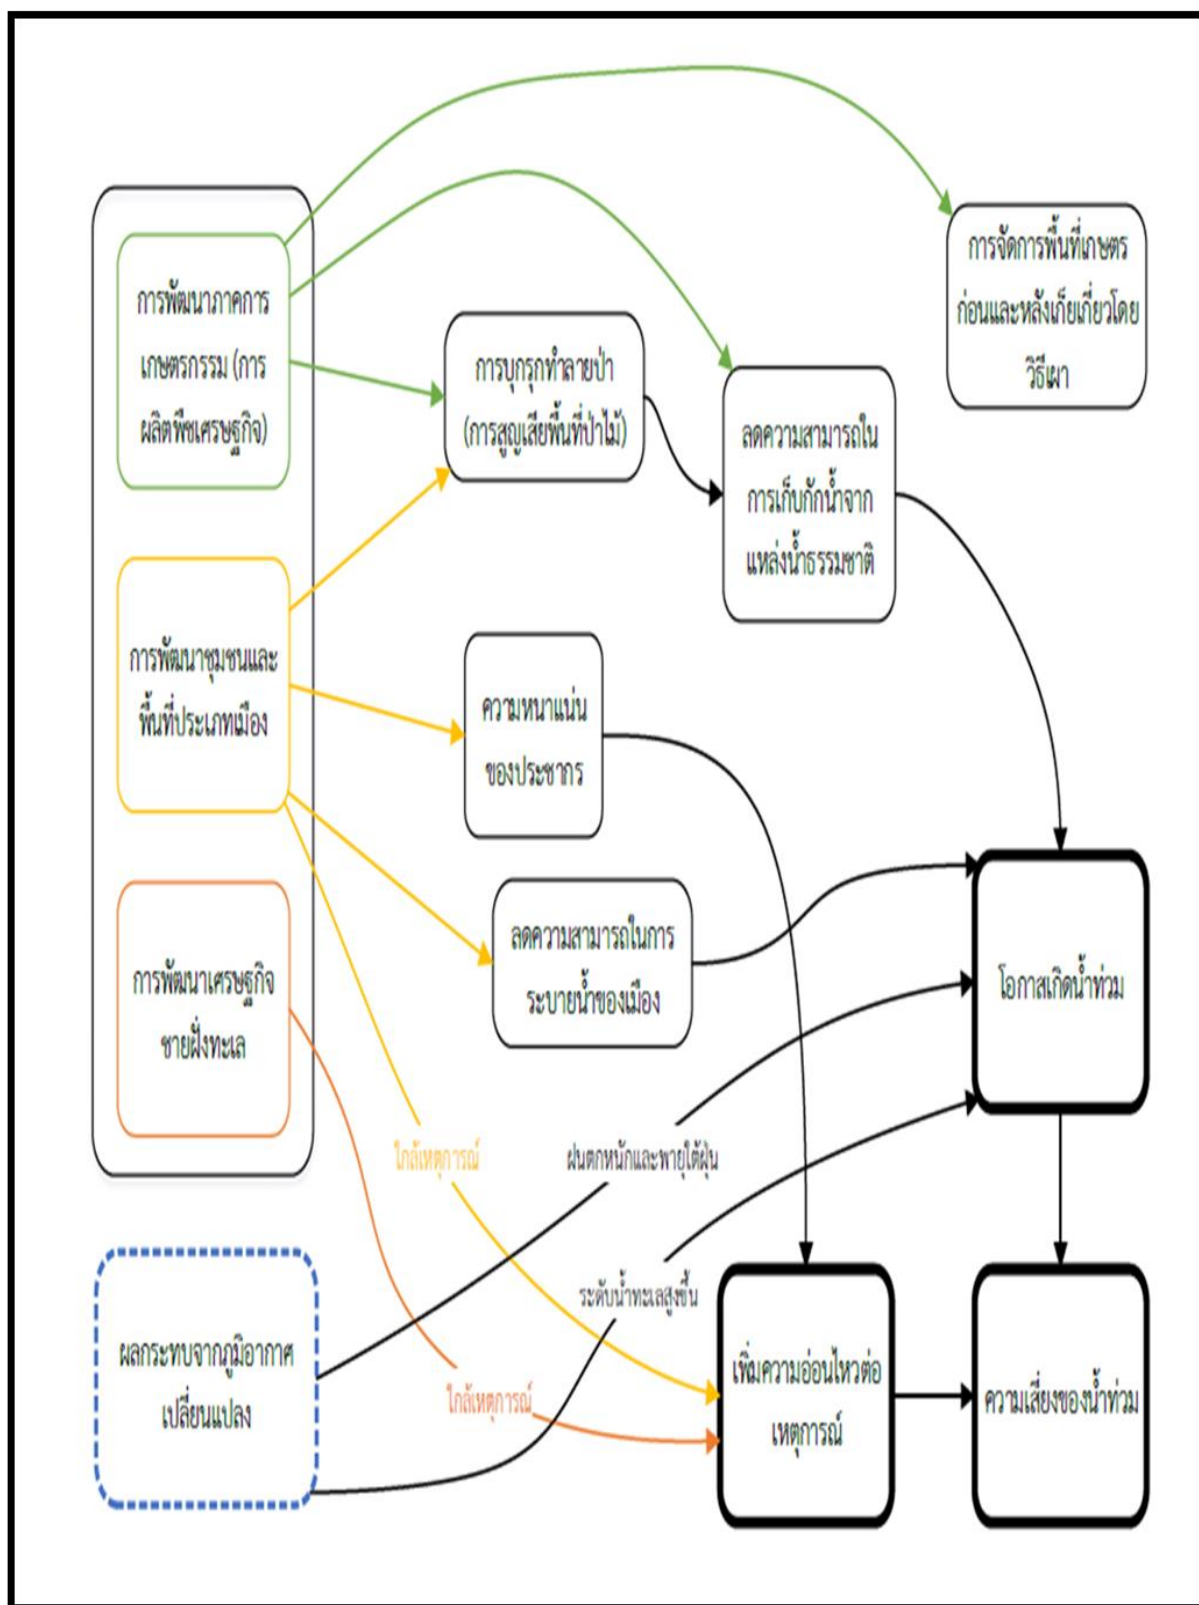 การจัดการพื้นที่เกษตร
ก่อนและหลังเก็ยเกี่ยวโดย
วิธีเผา
การพัฒนาภาคการ
เกษตรกรรม (การ
ผลิตพืชเศรษฐกิจ)
การบุกรุกทำลายป่า
(การสูญเสียพื้นที่ป่าไม้)
ลดความสามารถใน
การเก็บกักน้ำจาก
แหล่งน้ำธรรมชาติ
การพัฒนาชุมชนและ
พื้นที่ประเภทเมือง
ความหนาแน่น
ของประชากร
ลดความสามารถในการ
ระบายน้ำของเมือง
การพัฒนาเศรษฐกิจ
ชายฝั่งทะเล
โอกาสเกิดน้ำท่วม
ใกล้เหตุการณ์
ฝนตกหนักและพายุใต้ฝุ่น
ระดับน้ำทะเลสูงขึ้น
ผลกระทบจากภูมิอากาศ
เปลี่ยนแปลง
ใกล้เหตุการณ์
เพิ่มความอ่อนไหวต่อ
เหตุการณ์
ความเสี่ยงของน้ำท่วม